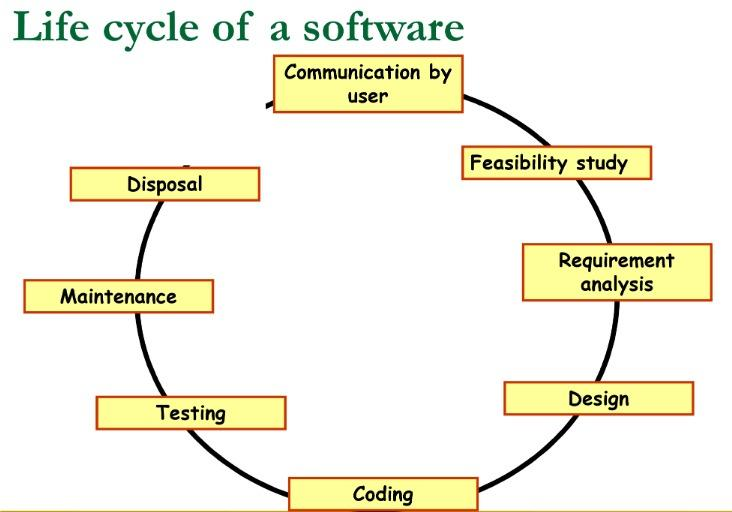 Life cycle of a software
Communication by
user
Feasibility study
Requirement
analysis
Design
Coding
Testing
Maintenance
Disposal